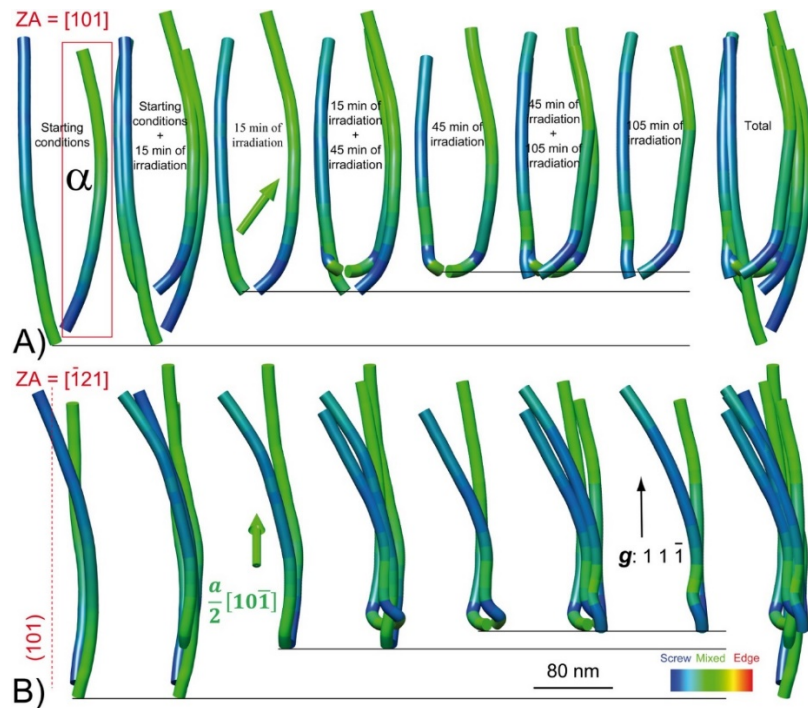 ZA = [101]
Starting
conditions
α
Starting
conditions
+
15 min of
irradiation
15 min of
irradiation
15 min of
irradiation
+
45 min of
irradiation
45 min of
irradiation
45 min of
irradiation
+
105 min of
irradiation
105 min of
irradiation
Total
A)
ZA = [1̄21]
(101)
a/2 [101̄]
g: 1 1 1̄
80 nm
Screw Mixed Edge
B)